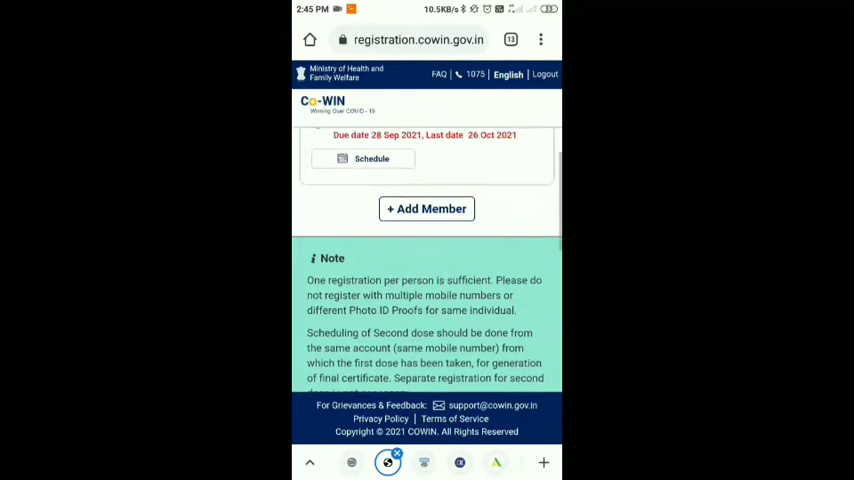 2:45 PM
10.5KB/s
33
registration.cowin.gov.in
13
Ministry of Health and
Family Welfare
FAQ | 1075 | English | Logout
Co-WIN
Winning Over COVID - 19
Due date 28 Sep 2021, Last date 26 Oct 2021
Schedule
+ Add Member
i Note
One registration per person is sufficient. Please do
not register with multiple mobile numbers or
different Photo ID Proofs for same individual.
Scheduling of Second dose should be done from
the same account (same mobile number) from
which the first dose has been taken, for generation
of final certificate. Separate registration for second
For Grievances & Feedback: support@cowin.gov.in
Privacy Policy | Terms of Service
Copyright © 2021 COWIN. All Rights Reserved